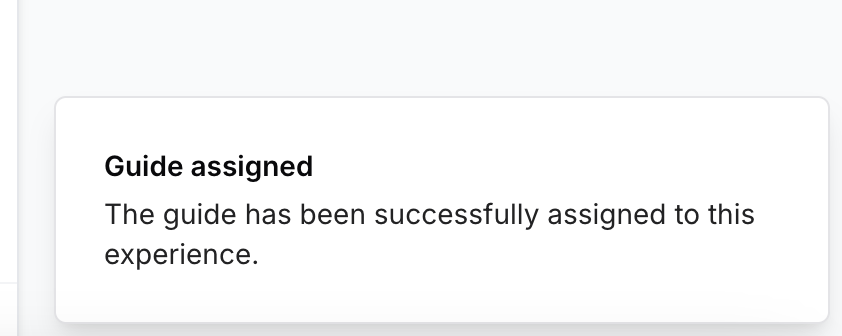 Guide assigned
The guide has been successfully assigned to this
experience.